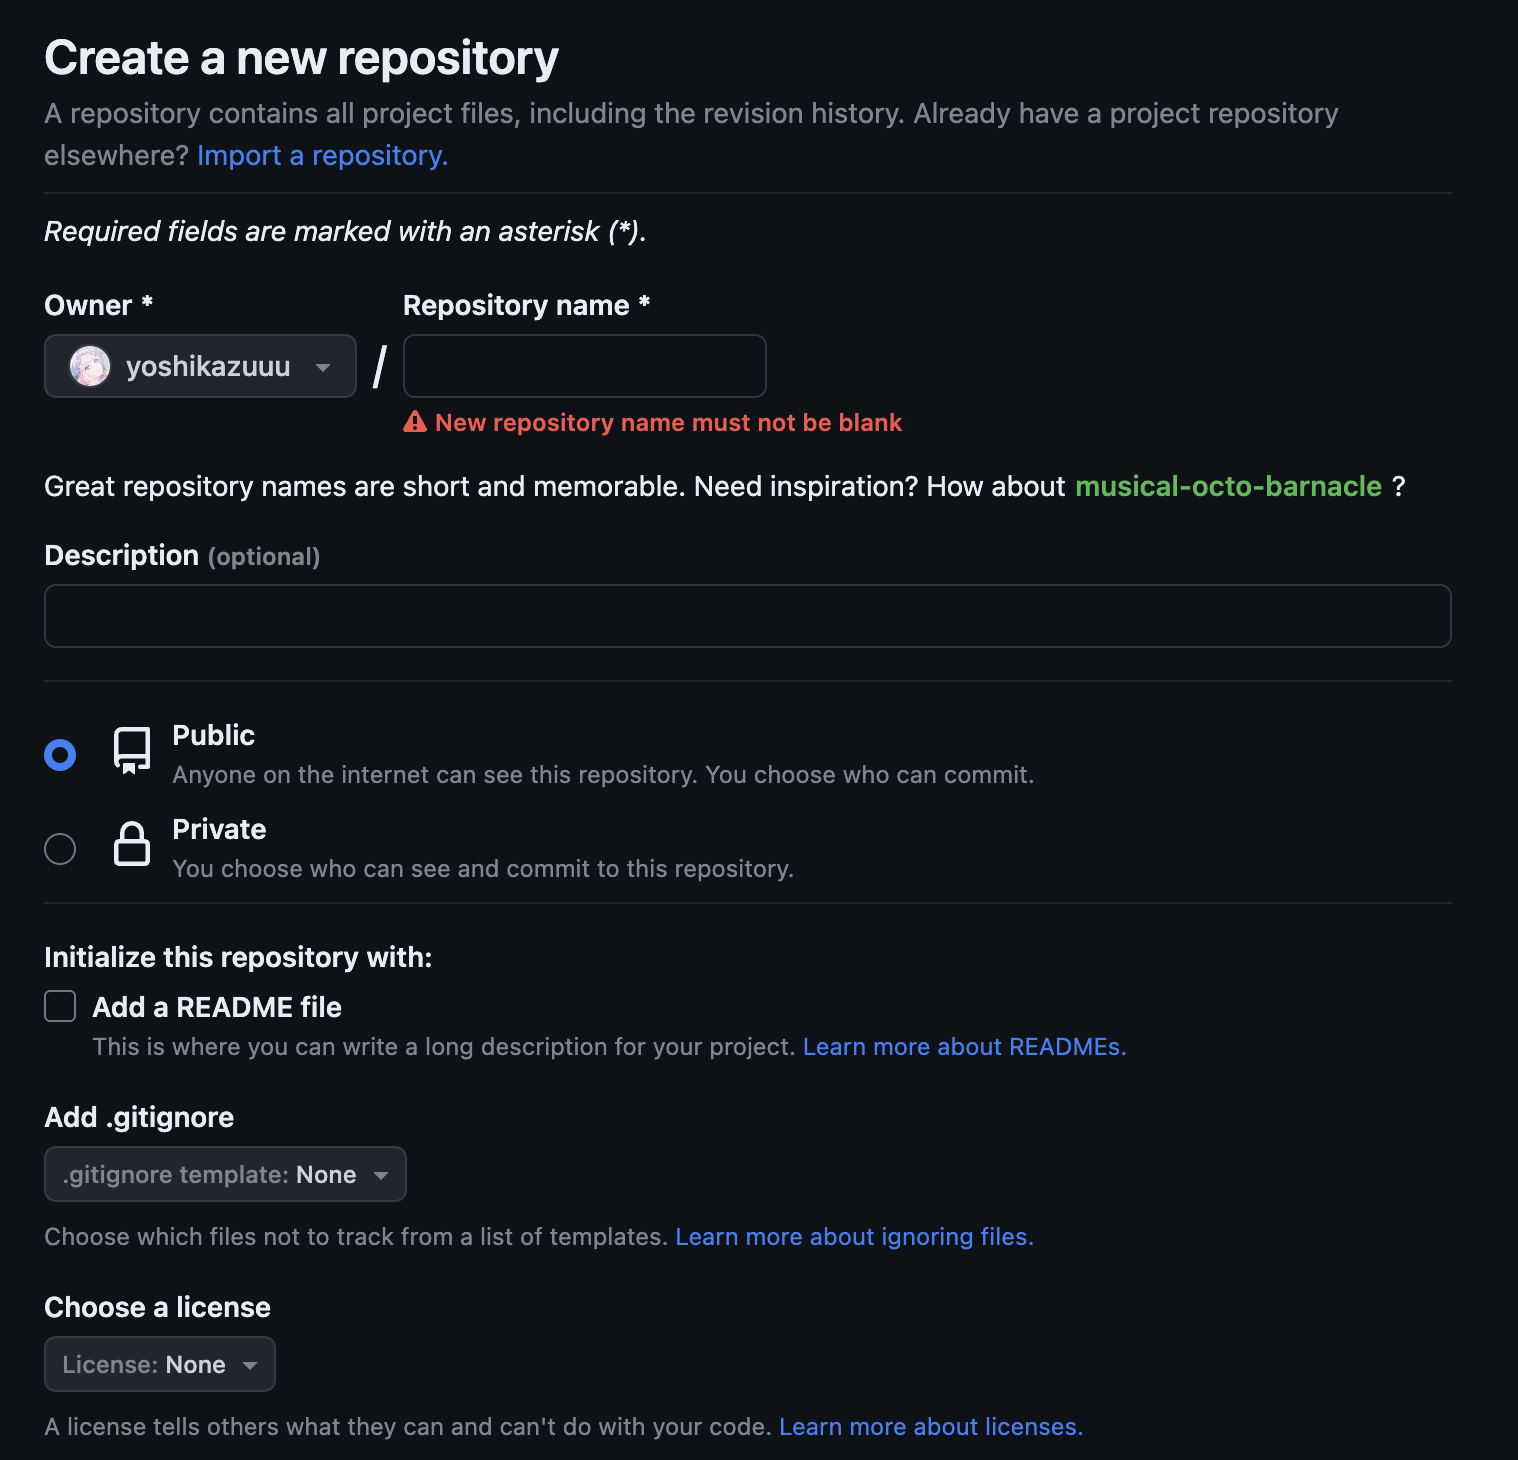 Create a new repository
A repository contains all project files, including the revision history. Already have a project repository
elsewhere? Import a repository.
Required fields are marked with an asterisk (*).
Owner * Repository name *
yoshikazuuu /
New repository name must not be blank
Great repository names are short and memorable. Need inspiration? How about musical-octo-barnacle ?
Description (optional)
Public
Anyone on the internet can see this repository. You choose who can commit.
Private
You choose who can see and commit to this repository.
Initialize this repository with:
Add a README file
This is where you can write a long description for your project. Learn more about READMEs.
Add .gitignore
.gitignore template: None
Choose which files not to track from a list of templates. Learn more about ignoring files.
Choose a license
License: None
A license tells others what they can and can't do with your code. Learn more about licenses.